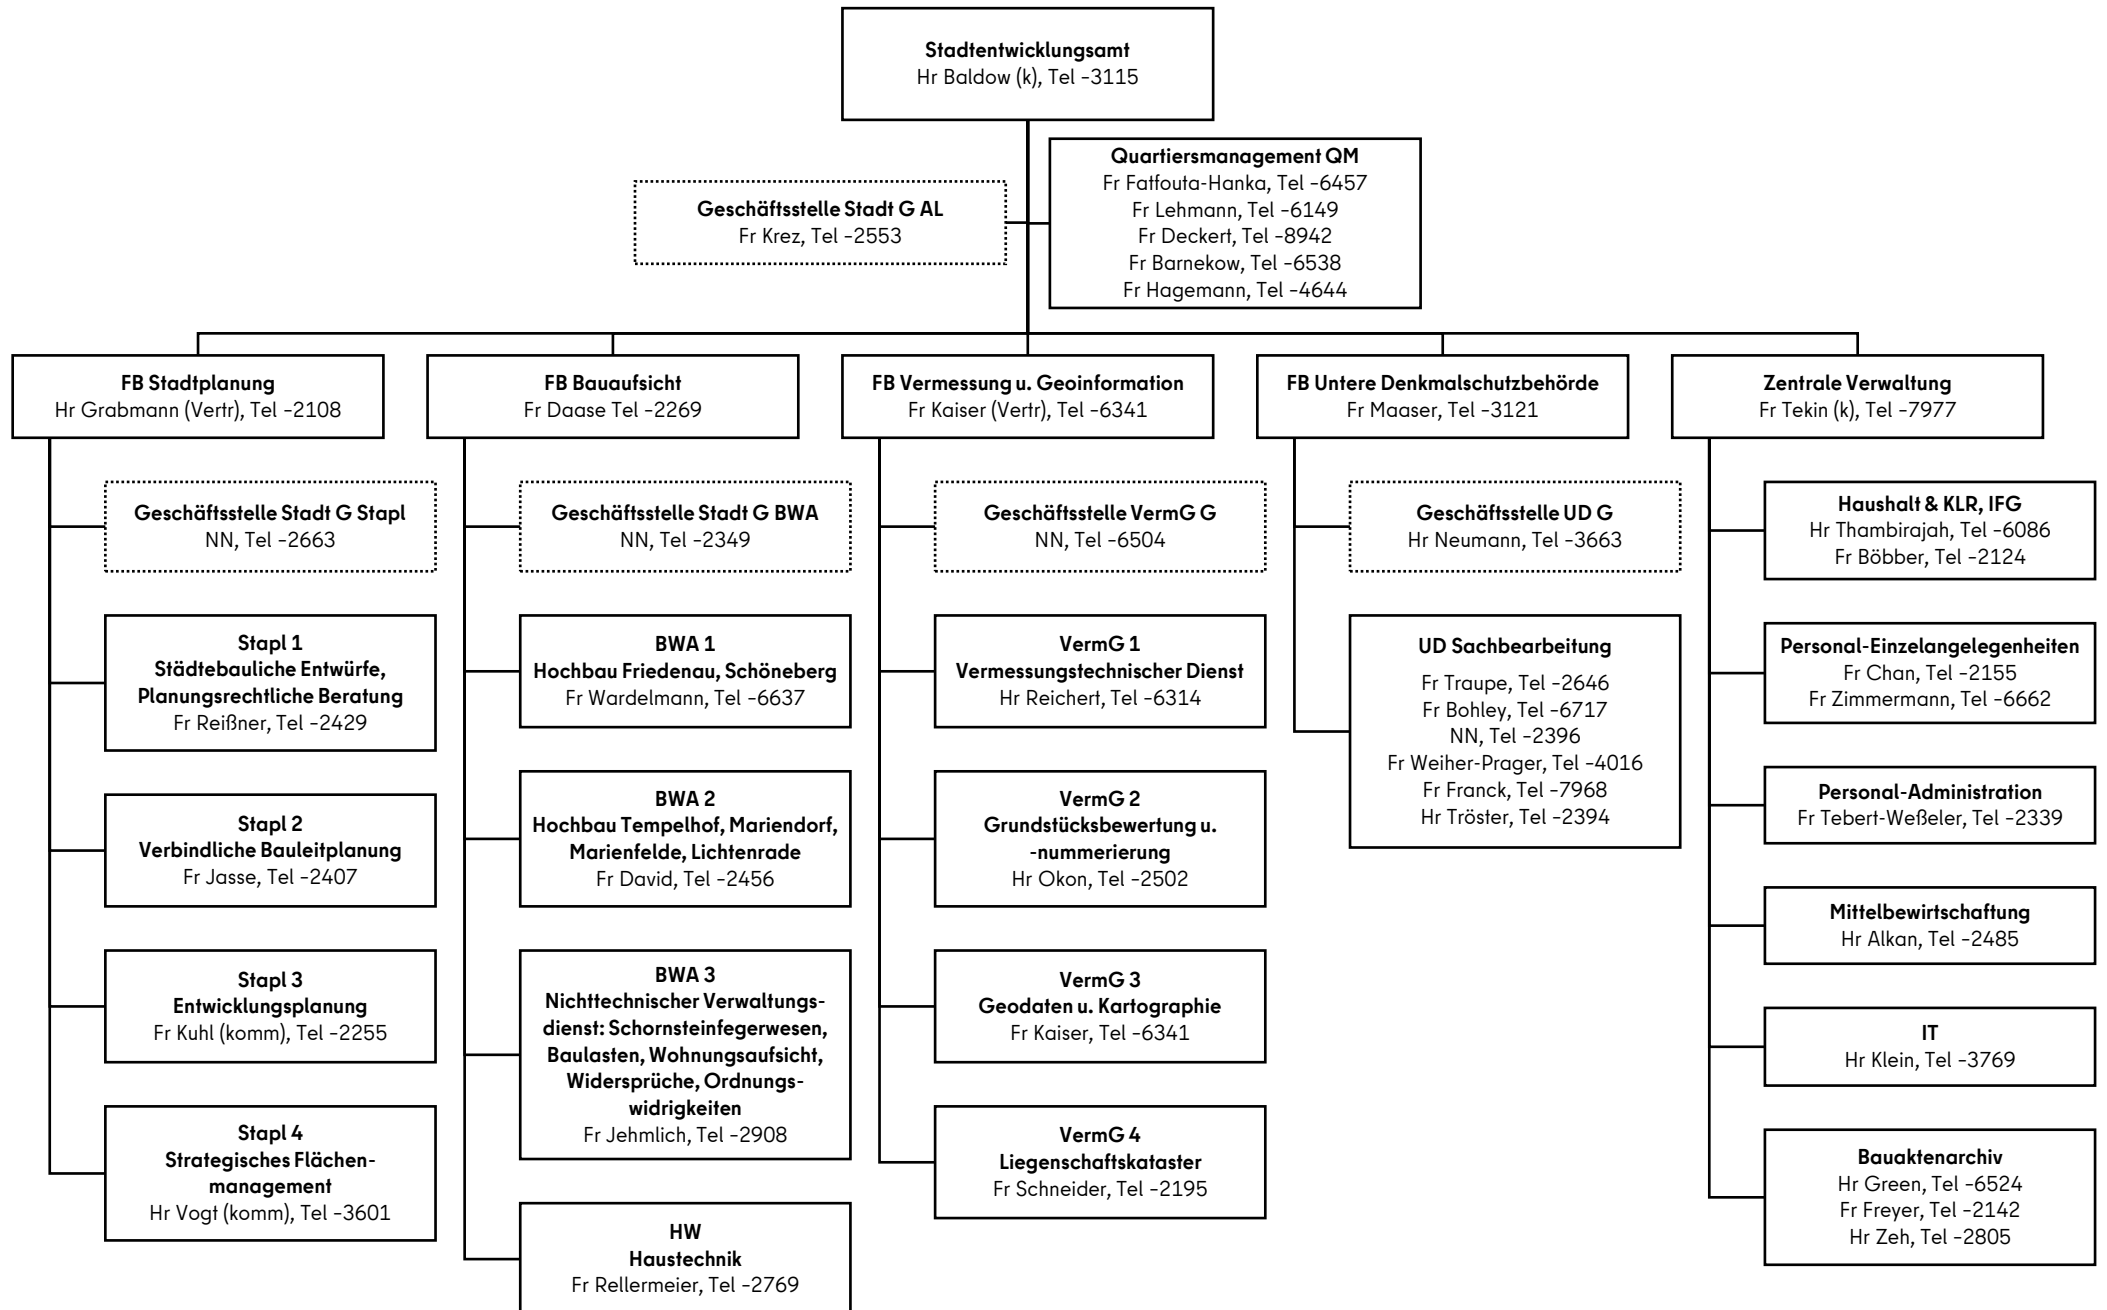 Stadtentwicklungsamt
Hr Baldow (k), Tel -3115
Quartiersmanagement QM
Fr Fatfouta-Hanka, Tel -6457
Fr Lehmann, Tel -6149
Fr Deckert, Tel -8942
Fr Barnekow, Tel -6538
Fr Hagemann, Tel -4644
Geschäftsstelle Stadt G AL
Fr Krez, Tel -2553
FB Stadtplanung
Hr Grabmann (Vertr), Tel -2108
Geschäftsstelle Stadt G Stapl
NN, Tel -2663
Stapl 1
Städtebauliche Entwürfe,
Planungsrechtliche Beratung
Fr Reißner, Tel -2429
Stapl 2
Verbindliche Bauleitplanung
Fr Jasse, Tel -2407
Stapl 3
Entwicklungsplanung
Fr Kuhl (komm), Tel -2255
Stapl 4
Strategisches Flächen-
management
Hr Vogt (komm), Tel -3601
FB Bauaufsicht
Fr Daase Tel -2269
Geschäftsstelle Stadt G BWA
NN, Tel -2349
BWA 1
Hochbau Friedenau, Schöneberg
Fr Wardelmann, Tel -6637
BWA 2
Hochbau Tempelhof, Mariendorf,
Marienfelde, Lichtenrade
Fr David, Tel -2456
BWA 3
Nichttechnischer Verwaltungs-
dienst: Schornsteinfegerwesen,
Baulasten, Wohnungsaufsicht,
Widersprüche, Ordnungs-
widrigkeiten
Fr Jehmlich, Tel -2908
HW
Haustechnik
Fr Rellermeier, Tel -2769
FB Vermessung u. Geoinformation
Fr Kaiser (Vertr), Tel -6341
Geschäftsstelle VermG G
NN, Tel -6504
VermG 1
Vermessungstechnischer Dienst
Hr Reichert, Tel -6314
VermG 2
Grundstücksbewertung u.
-nummerierung
Hr Okon, Tel -2502
VermG 3
Geodaten u. Kartographie
Fr Kaiser, Tel -6341
VermG 4
Liegenschaftskataster
Fr Schneider, Tel -2195
FB Untere Denkmalschutzbehörde
Fr Maaser, Tel -3121
Geschäftsstelle UD G
Hr Neumann, Tel -3663
UD Sachbearbeitung
Fr Traupe, Tel -2646
Fr Bohley, Tel -6717
NN, Tel -2396
Fr Weiher-Prager, Tel -4016
Fr Franck, Tel -7968
Hr Tröster, Tel -2394
Zentrale Verwaltung
Fr Tekin (k), Tel -7977
Haushalt & KLR, IFG
Hr Thambirajah, Tel -6086
Fr Böbber, Tel -2124
Personal-Einzelangelegenheiten
Fr Chan, Tel -2155
Fr Zimmermann, Tel -6662
Personal-Administration
Fr Tebert-Weßeler, Tel -2339
Mittelbewirtschaftung
Hr Alkan, Tel -2485
IT
Hr Klein, Tel -3769
Bauaktenarchiv
Hr Green, Tel -6524
Fr Freyer, Tel -2142
Hr Zeh, Tel -2805